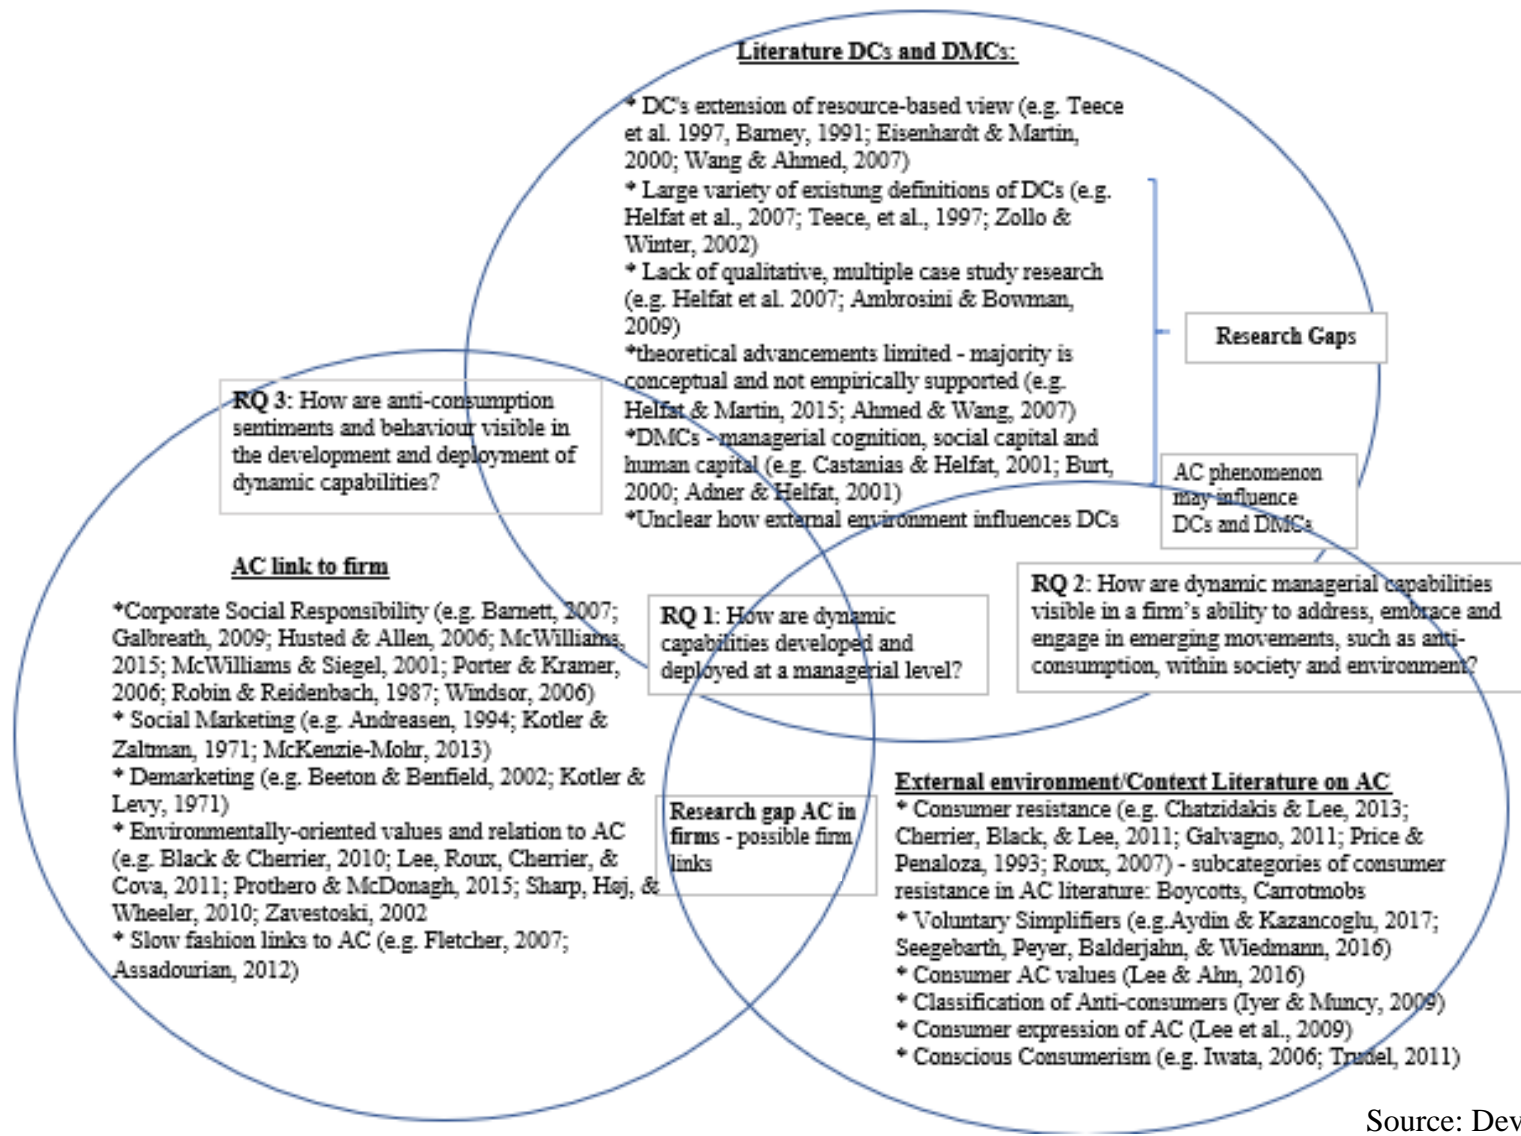 Literature DCs and DMCs:
* DC's extension of resource-based view (e.g. Teece
et al. 1997, Barney, 1991; Eisenhardt & Martin,
2000; Wang & Ahmed, 2007)
* Large variety of existung definitions of DCs (e.g.
Helfat et al., 2007; Teece, et al., 1997; Zollo &
Winter, 2002)
* Lack of qualitative, multiple case study research
(e.g. Helfat et al. 2007; Ambrosini & Bowman,
2009)
*theoretical advancements limited - majority is
conceptual and not empirically supported (e.g.
Helfat & Martin, 2015; Ahmed & Wang, 2007)
*DMCs - managerial cognition, social capital and
human capital (e.g. Castanias & Helfat, 2001; Burt,
2000; Adner & Helfat, 2001)
*Unclear how external environment influences DCs
Research Gaps
AC phenomenon
may influence
DCs and DMCs
RQ 3: How are anti-consumption
sentiments and behaviour visible in
the development and deployment of
dynamic capabilities?
RQ 1: How are dynamic
capabilities developed and
deployed at a managerial level?
RQ 2: How are dynamic managerial capabilities
visible in a firm's ability to address, embrace and
engage in emerging movements, such as anti-
consumption, within society and environment?
AC link to firm
*Corporate Social Responsibility (e.g. Barnett, 2007;
Galbreath, 2009; Husted & Allen, 2006; McWilliams,
2015; McWilliams & Siegel, 2001; Porter & Kramer,
2006; Robin & Reidenbach, 1987; Windsor, 2006)
* Social Marketing (e.g. Andreasen, 1994; Kotler &
Zaltman, 1971; McKenzie-Mohr, 2013)
* Demarketing (e.g. Beeton & Benfield, 2002; Kotler &
Levy, 1971)
* Environmentally-oriented values and relation to AC
(e.g. Black & Cherrier, 2010; Lee, Roux, Cherrier, &
Cova, 2011; Prothero & McDonagh, 2015; Sharp, Høj, &
Wheeler, 2010; Zavestoski, 2002
* Slow fashion links to AC (e.g. Fletcher, 2007;
Assadourian, 2012)
Research gap AC in
firms - possible firm
links
External environment/Context Literature on AC
* Consumer resistance (e.g. Chatzidakis & Lee, 2013;
Cherrier, Black, & Lee, 2011; Galvagno, 2011; Price &
Penaloza, 1993; Roux, 2007) - subcategories of consumer
resistance in AC literature: Boycotts, Carrotmobs
* Voluntary Simplifiers (e.g.Aydin & Kazancoglu, 2017;
Seegebarth, Peyer, Balderjahn, & Wiedmann, 2016)
* Consumer AC values (Lee & Ahn, 2016)
* Classification of Anti-consumers (Iyer & Muncy, 2009)
* Consumer expression of AC (Lee et al., 2009)
* Conscious Consumerism (e.g. Iwata, 2006; Trudel, 2011)
Source: Dev